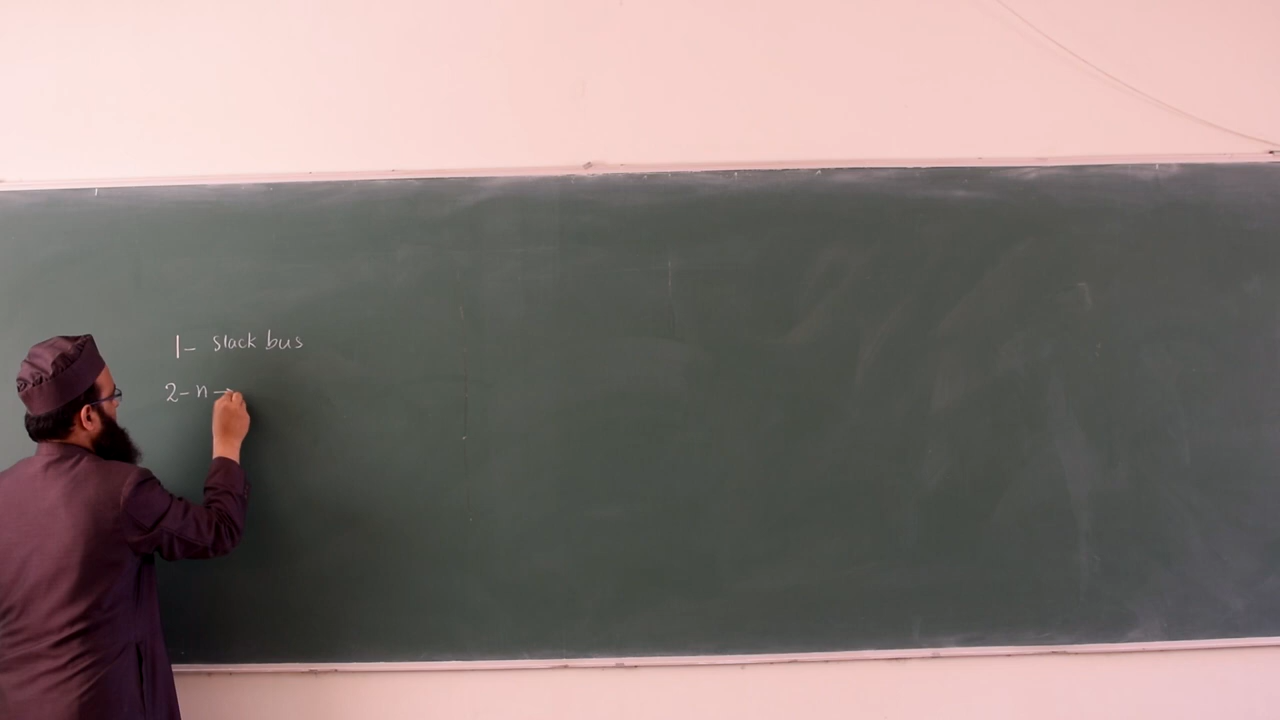 1- slack bus
2-n →